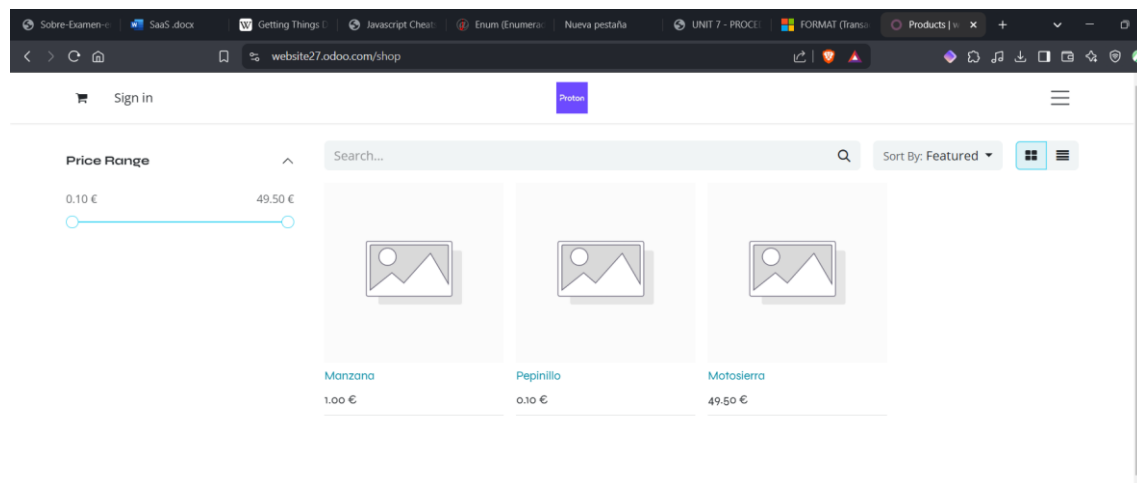 Sobre-Examen-e
SaaS .docx
Getting Things D
Javascript Cheat
Enum (Enumerac
Nueva pestaña
UNIT 7 - PROCE
FORMAT (Transa
Products | w
website27.odoo.com/shop
Sign in
Proton
Price Range
Search...
Sort By: Featured
0.10 €
49.50 €
Manzana
Pepinillo
Motosierra
1.00 €
0.10 €
49.50 €